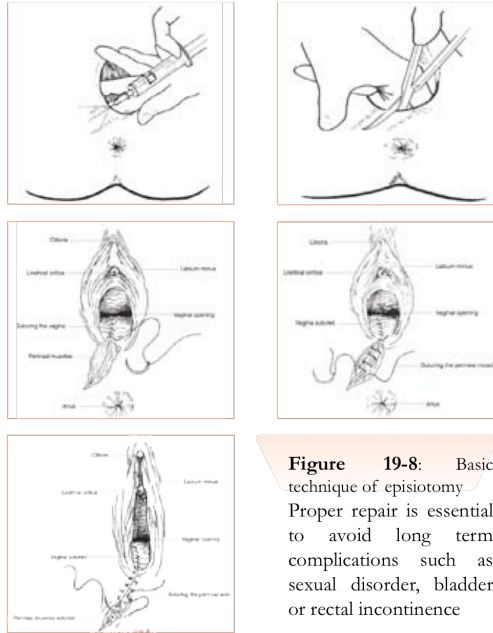 Clitoris
Urethral orifice
Labium minus
Vaginal opening
Suturing the vagina
Perineal muscles
Anus
Clitoris
Urethral orifice
Labium minus
Vaginal opening
Vagina sutured
Suturing the perineal muscles
Anus
Clitoris
Labium minus
Urethral orifice
Vaginal opening
Vagina sutured
Suturing the perineal skin
Perineal muscles sutured
Figure 19-8: Basic
technique of episiotomy
Proper repair is essential
to avoid long term
complications such as
sexual disorder, bladder
or rectal incontinence